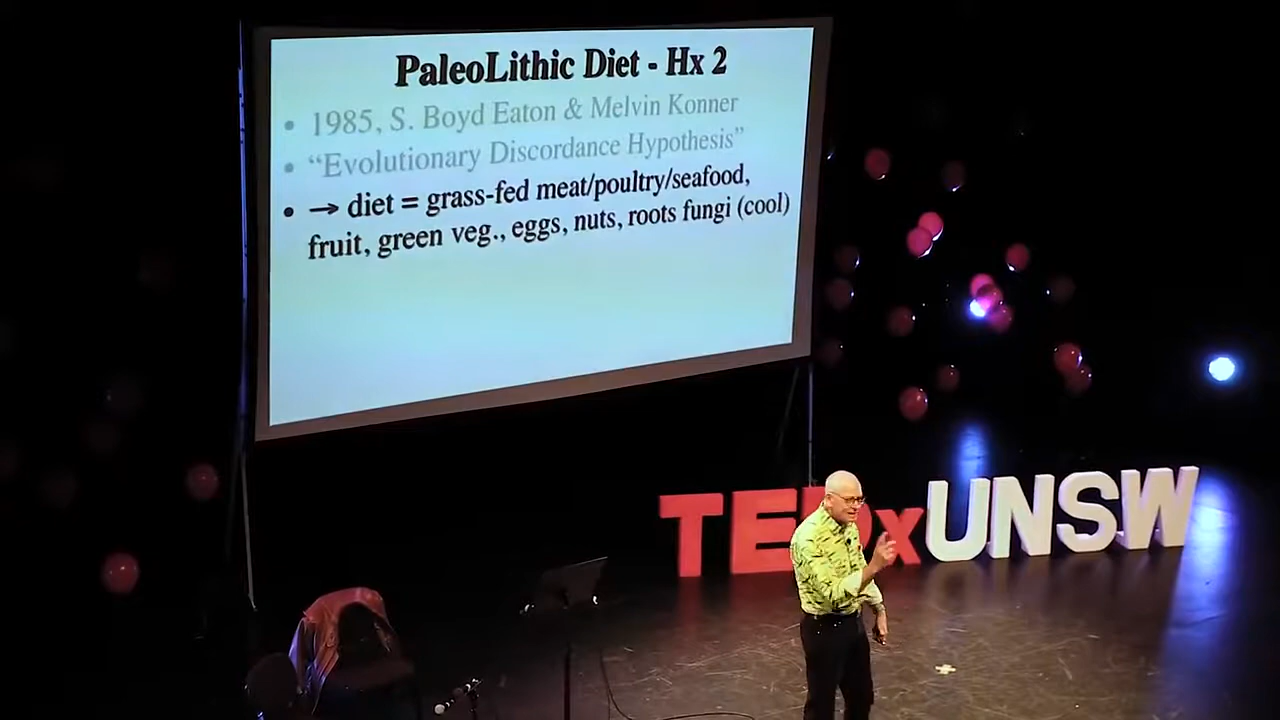 PaleoLithic Diet - Hx 2
• 1985, S. Boyd Eaton & Melvin Konner
• “Evolutionary Discordance Hypothesis”
• → diet = grass-fed meat/poultry/seafood,
fruit, green veg., eggs, nuts, roots fungi (cool)
TEDxUNSW